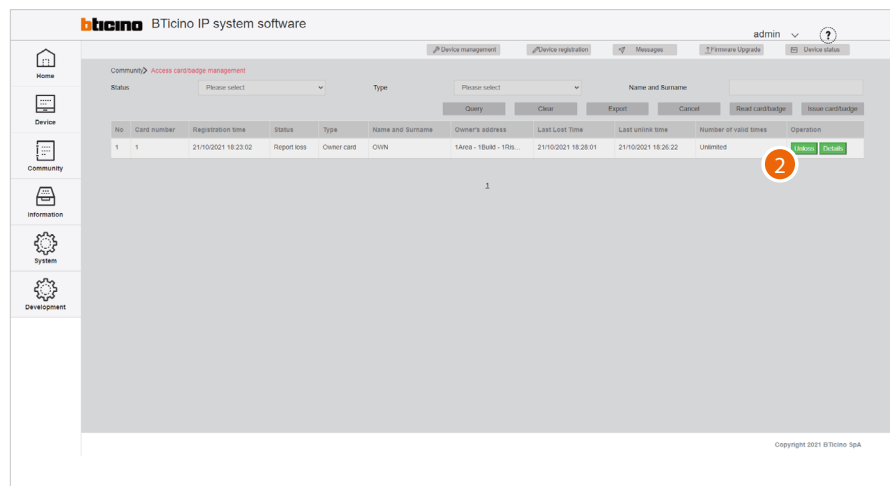 bticino BTicino IP system software
admin ?
Device management Device registration Messages Firmware Upgrade Device status
Home
Community Access card/badge management
Status Please select Type Please select Name and Surname
Query Clear Export Cancel Read card/badge Issue card/badge
Device
No Card number Registration time Status Type Name and Surname Owner's address Last Lost Time Last unlink time Number of valid times Operation
1 1 21/10/2021 18:23:02 Report loss Owner card OWN 1Area - 1Build - 1Ris... 21/10/2021 18:28:01 21/10/2021 18:26:22 Unlimited Unloss Details
2
Community
1
Information
System
Development
Copyright 2021 BTicino SpA